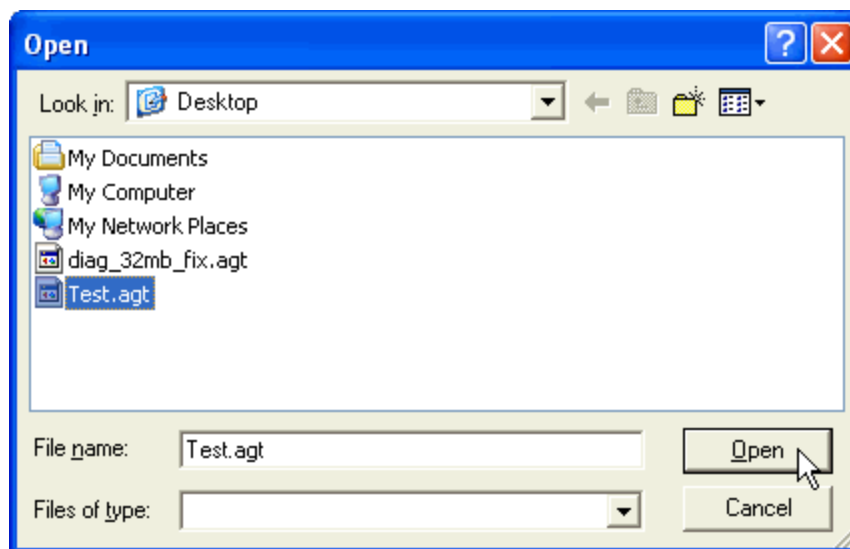 Open
Look in: Desktop
My Documents
My Computer
My Network Places
diag_32mb_fix.agt
Test.agt
File name: Test.agt Open
Files of type: Cancel